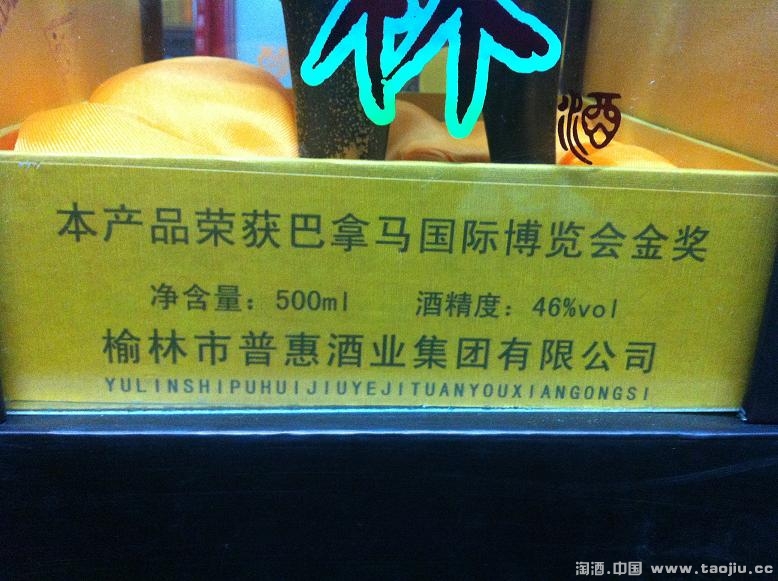 林
酒
本产品荣获巴拿马国际博览会金奖
净含量：500ml 酒精度：46%vol
榆林市普惠酒业集团有限公司
YULINSHIPUHUIJIUYEJITUANYOUXIANGONGSI
淘酒.中国 www.taojiu.cc